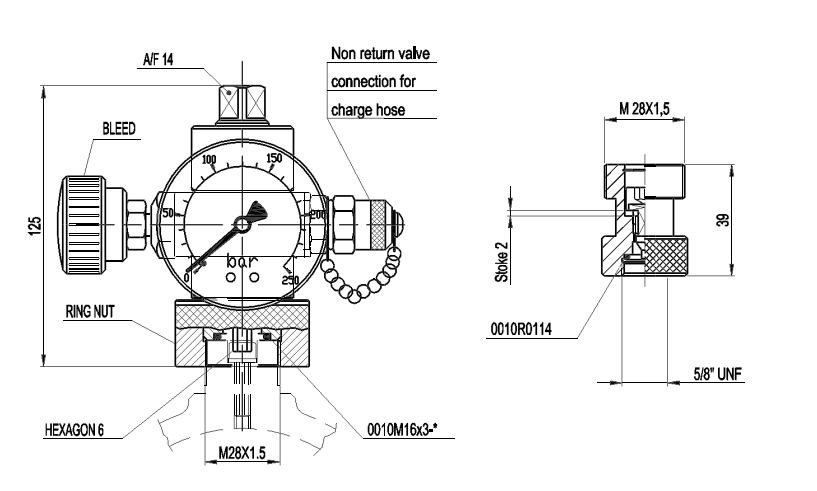 A/F 14
Non return valve
connection for
charge hose
BLEED
M 28X1,5
100
150
50
200
0
250
bar
125
39
Stoke 2
RING NUT
0010R0114
5/8" UNF
HEXAGON 6
0010M16x3-*
M28X1.5